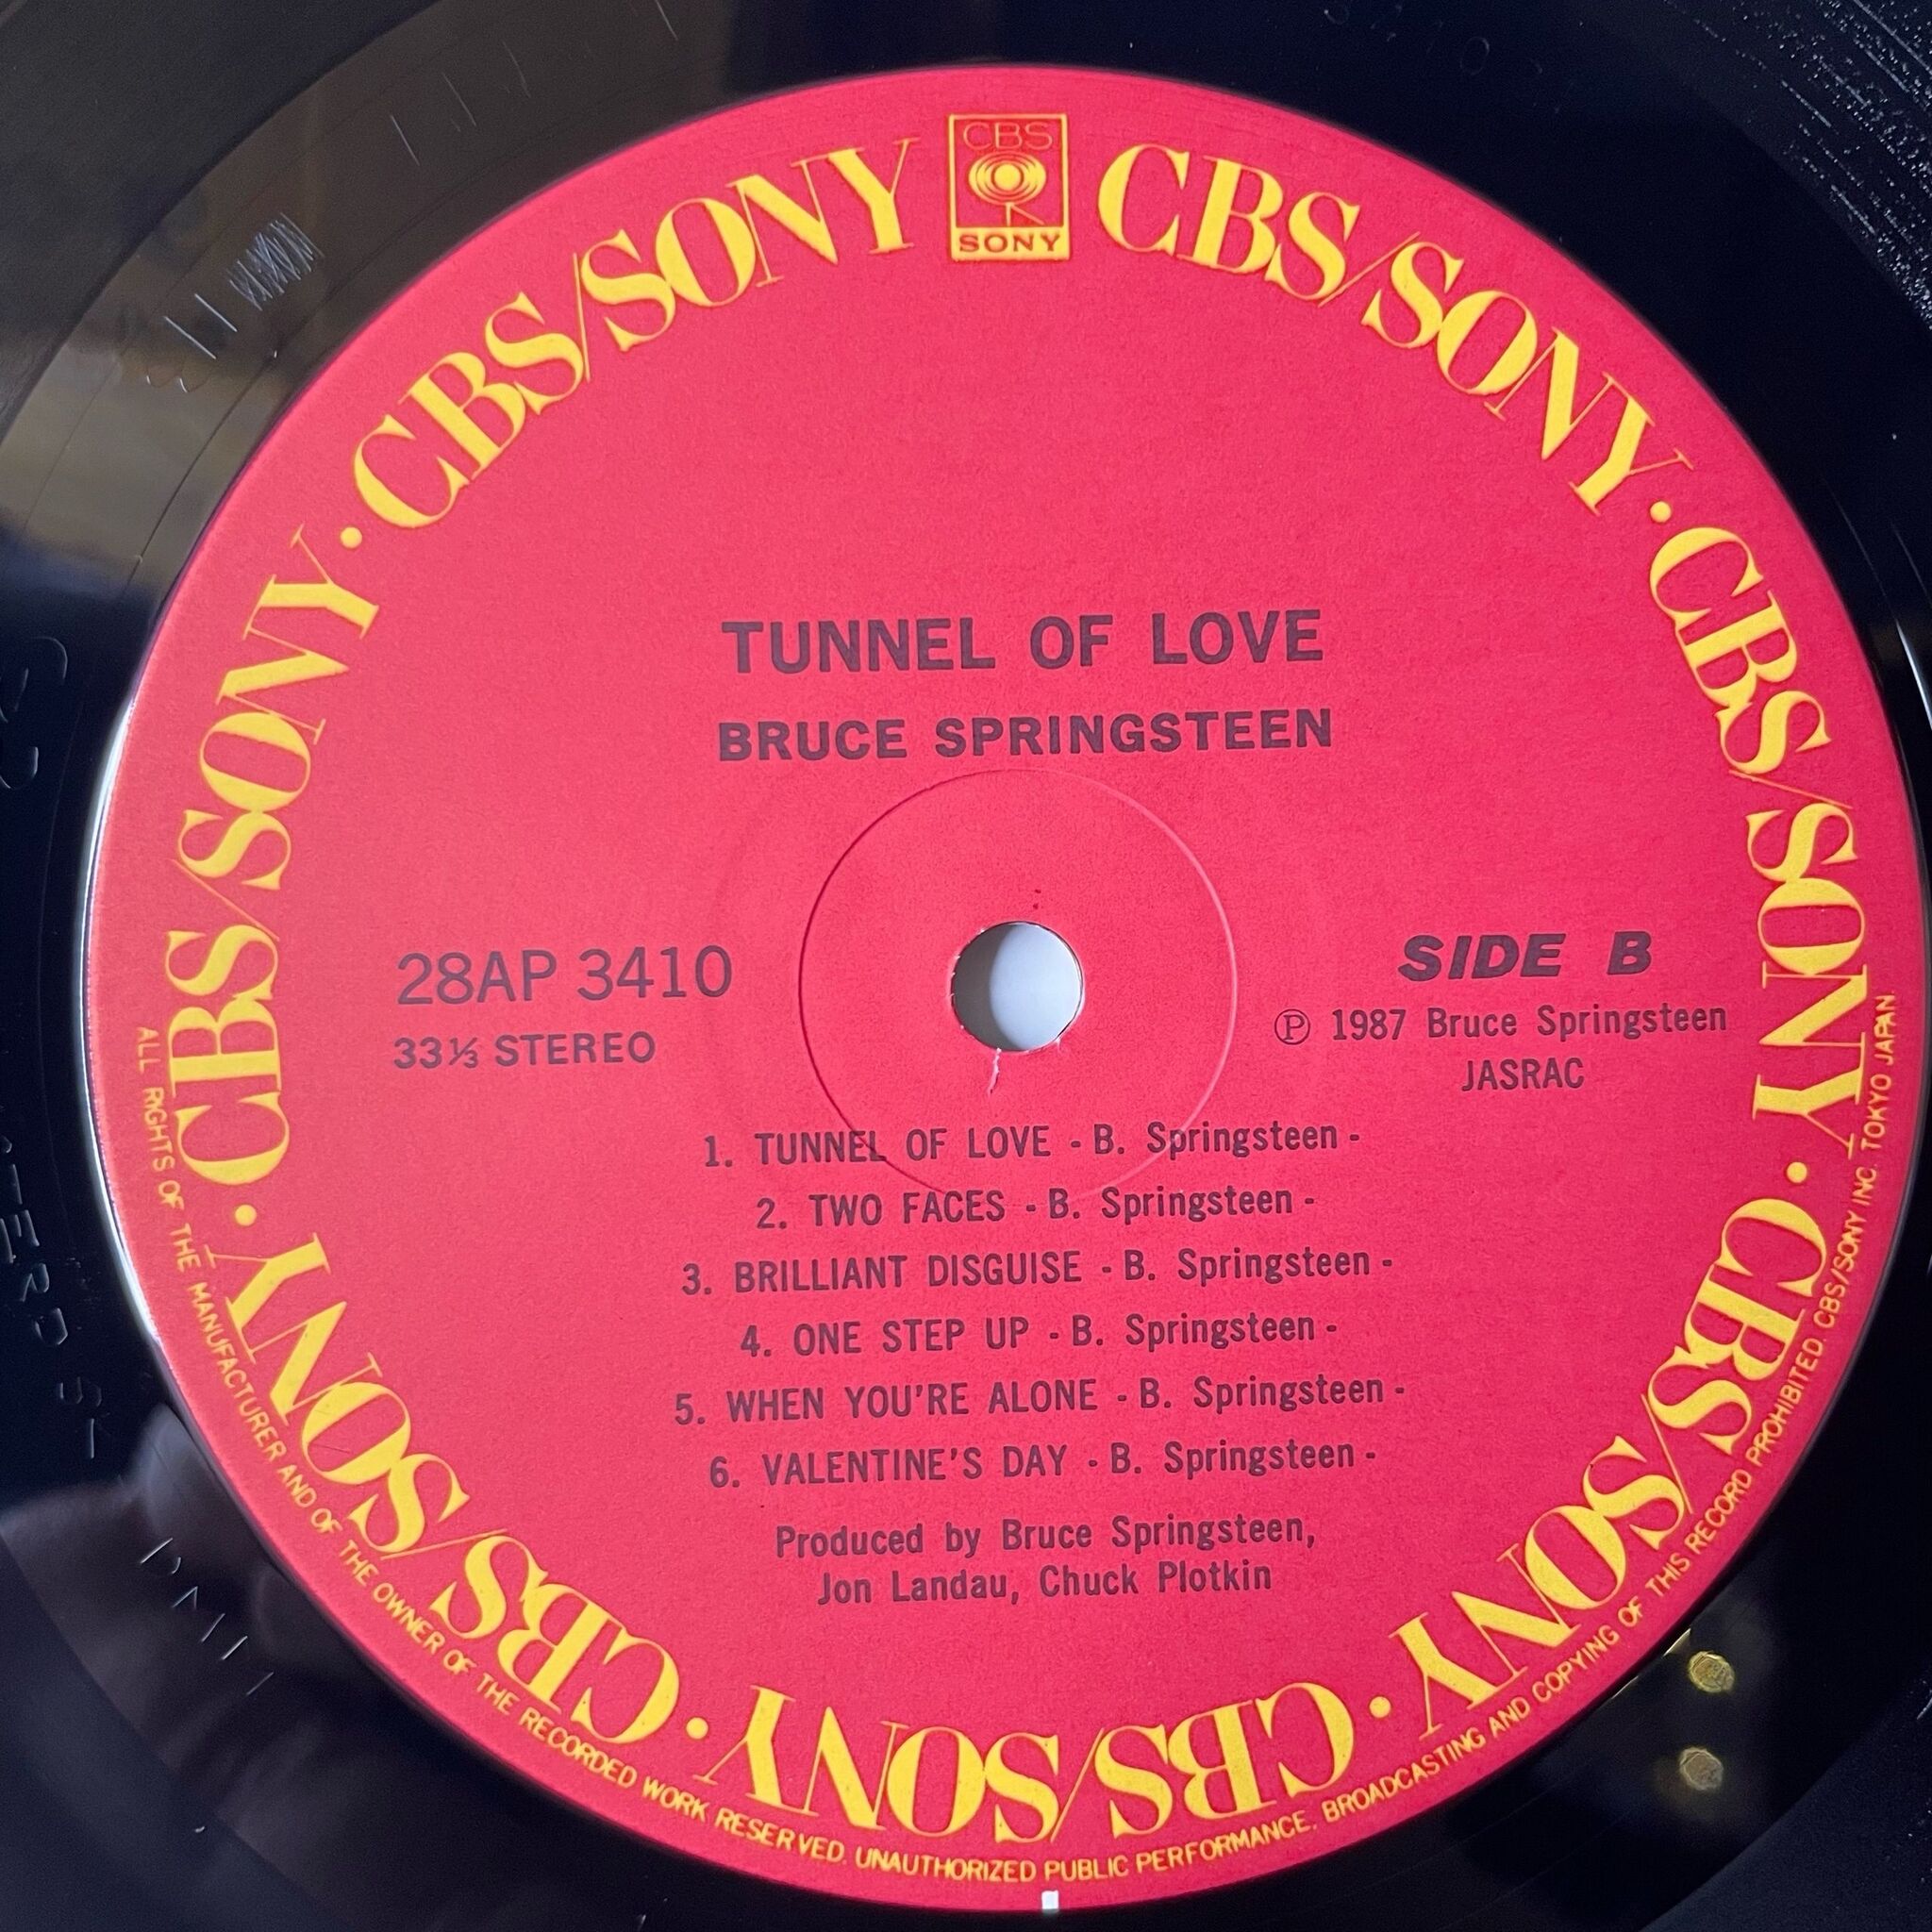 CBS
SONY
CBS/SONY · CBS/SONY · CBS/SONY · CBS/SONY · CBS/SONY · CBS/SONY · CBS/SONY · CBS/SONY
TUNNEL OF LOVE
BRUCE SPRINGSTEEN
28AP 3410
33⅓ STEREO
SIDE B
Ⓟ 1987 Bruce Springsteen
JASRAC
1. TUNNEL OF LOVE - B. Springsteen -
2. TWO FACES - B. Springsteen -
3. BRILLIANT DISGUISE - B. Springsteen -
4. ONE STEP UP - B. Springsteen -
5. WHEN YOU'RE ALONE - B. Springsteen -
6. VALENTINE'S DAY - B. Springsteen -
Produced by Bruce Springsteen,
Jon Landau, Chuck Plotkin
ALL RIGHTS OF THE MANUFACTURER AND OF THE OWNER OF THE RECORDED WORK RESERVED. UNAUTHORIZED PUBLIC PERFORMANCE, BROADCASTING AND COPYING OF THIS RECORD PROHIBITED. CBS/SONY INC. TOKYO JAPAN